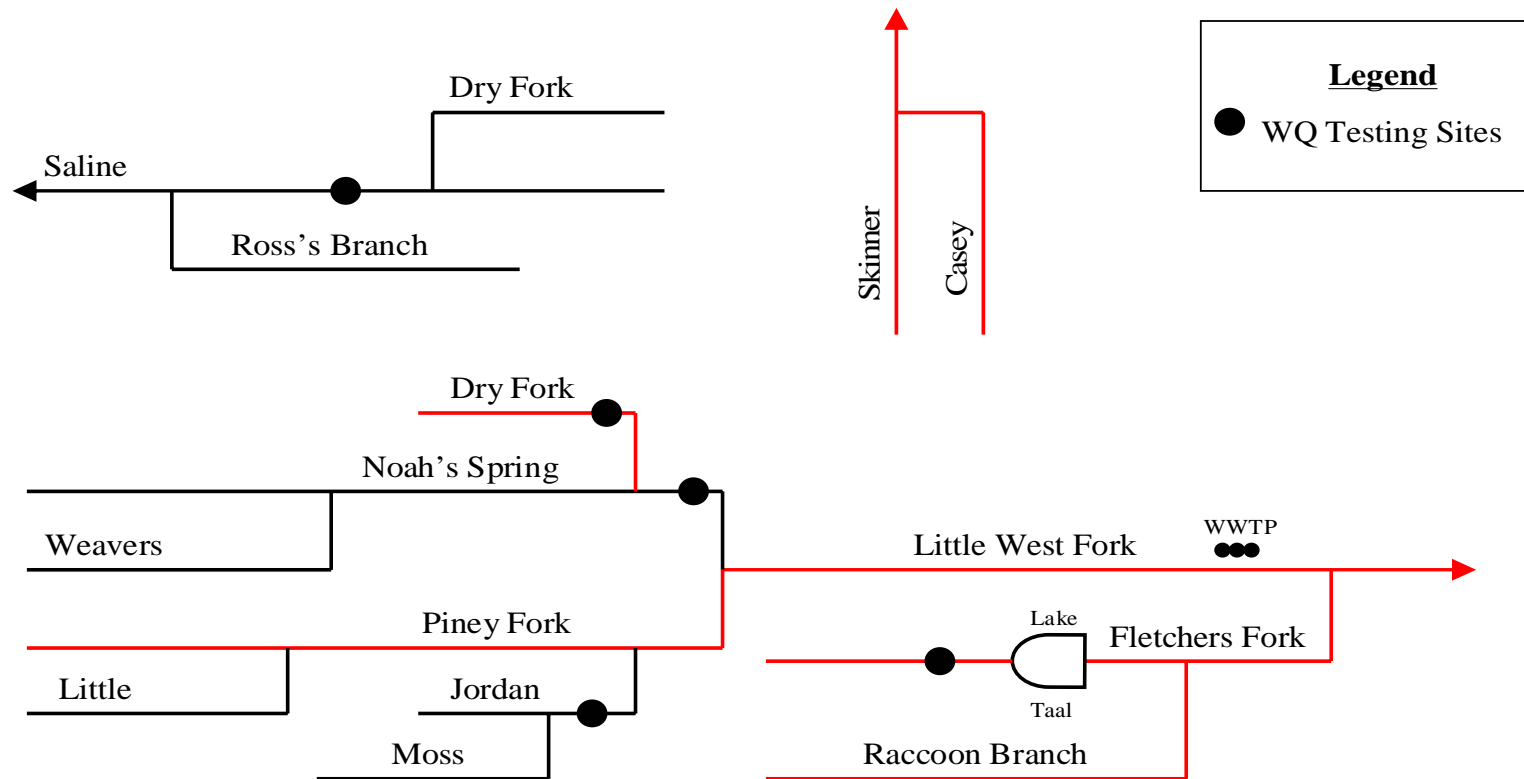 Dry Fork
Legend
WQ Testing Sites
Saline
Ross’s Branch
Skinner
Casey
Dry Fork
Noah’s Spring
Weavers
WWTP
Little West Fork
Piney Fork
Lake
Fletchers Fork
Little
Jordan
Taal
Moss
Raccoon Branch